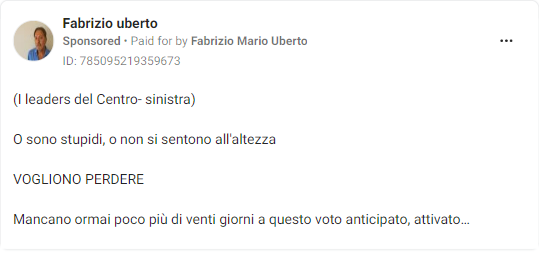 Fabrizio uberto
Sponsored • Paid for by Fabrizio Mario Uberto
ID: 785095219359673
(I leaders del Centro- sinistra)
O sono stupidi, o non si sentono all'altezza
VOGLIONO PERDERE
Mancano ormai poco più di venti giorni a questo voto anticipato, attivato…